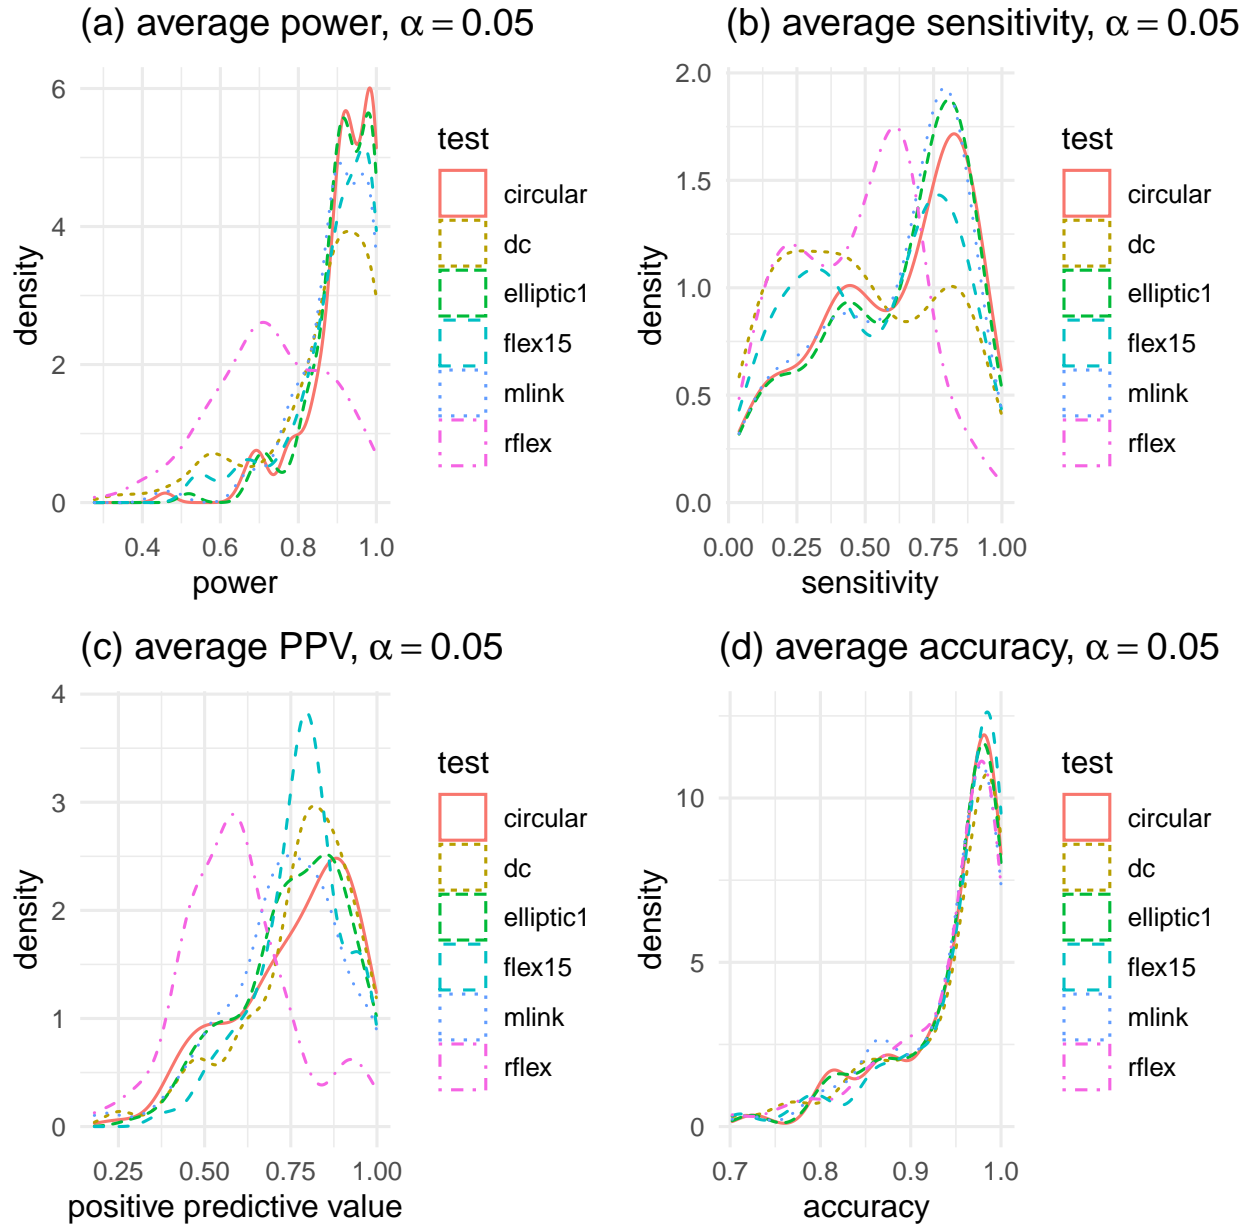 (a) average power, α = 0.05
6
4
2
0
density
0.4
0.6
0.8
1.0
power
test
circular
dc
elliptic1
flex15
mlink
rflex
(b) average sensitivity, α = 0.05
2.0
1.5
1.0
0.5
0.0
density
0.00
0.25
0.50
0.75
1.00
sensitivity
test
circular
dc
elliptic1
flex15
mlink
rflex
(c) average PPV, α = 0.05
4
3
2
1
0
density
0.25
0.50
0.75
1.00
positive predictive value
test
circular
dc
elliptic1
flex15
mlink
rflex
(d) average accuracy, α = 0.05
10
5
0
density
0.7
0.8
0.9
1.0
accuracy
test
circular
dc
elliptic1
flex15
mlink
rflex